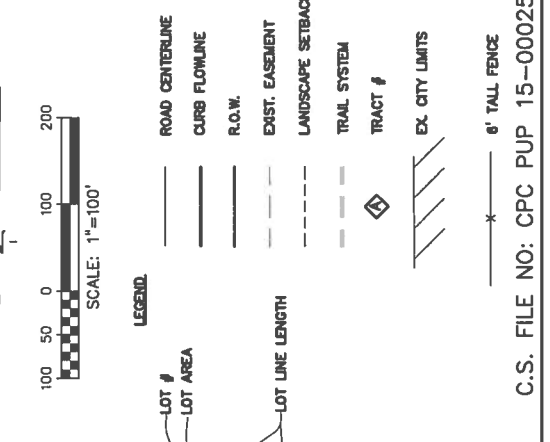 100 50 0 100 200
SCALE: 1"=100'
LEGEND
LOT #
LOT AREA
LOT LINE LENGTH
ROAD CENTERLINE
CURB FLOWLINE
R.O.W.
EXIST. EASEMENT
LANDSCAPE SETBACK
TRAIL SYSTEM
A TRACT #
EX. CITY LIMITS
6' TALL FENCE
C.S. FILE NO: CPC PUP 15-00025